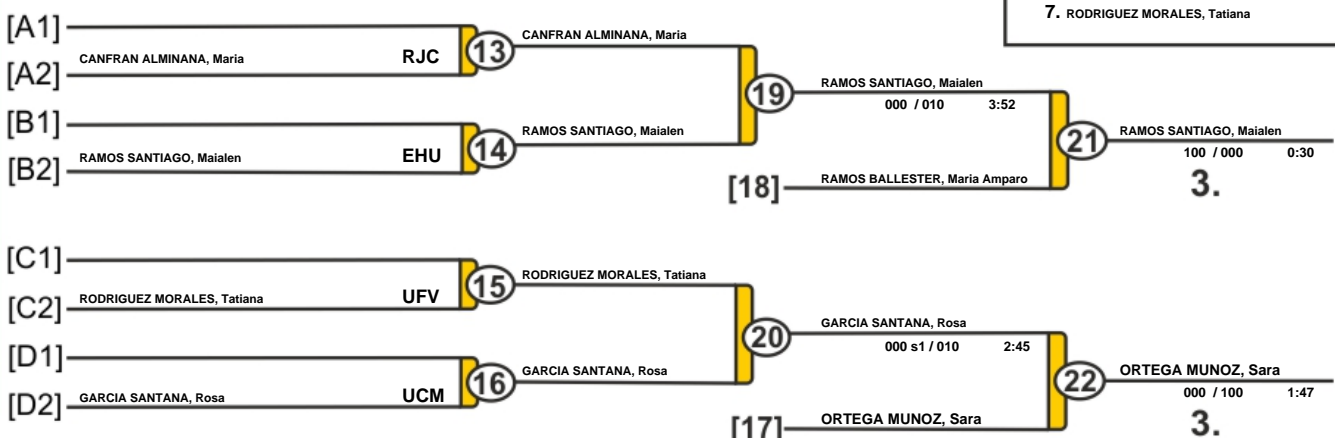 7. RODRIGUEZ MORALES, Tatiana
[A1]
CANFRAN ALMINANA, Maria
CANFRAN ALMINANA, Maria RJC 13
[A2]
RAMOS SANTIAGO, Maialen
19
000 / 010 3:52
[B1]
RAMOS SANTIAGO, Maialen
RAMOS SANTIAGO, Maialen
21
RAMOS SANTIAGO, Maialen EHU 14
100 / 000 0:30
[B2]
RAMOS BALLESTER, Maria Amparo
[18]
3.
[C1]
RODRIGUEZ MORALES, Tatiana
15
RODRIGUEZ MORALES, Tatiana UFV
[C2]
GARCIA SANTANA, Rosa
20
000 s1 / 010 2:45
[D1]
GARCIA SANTANA, Rosa
ORTEGA MUNOZ, Sara
16
22
GARCIA SANTANA, Rosa UCM
000 / 100 1:47
[D2]
ORTEGA MUNOZ, Sara
[17]
3.